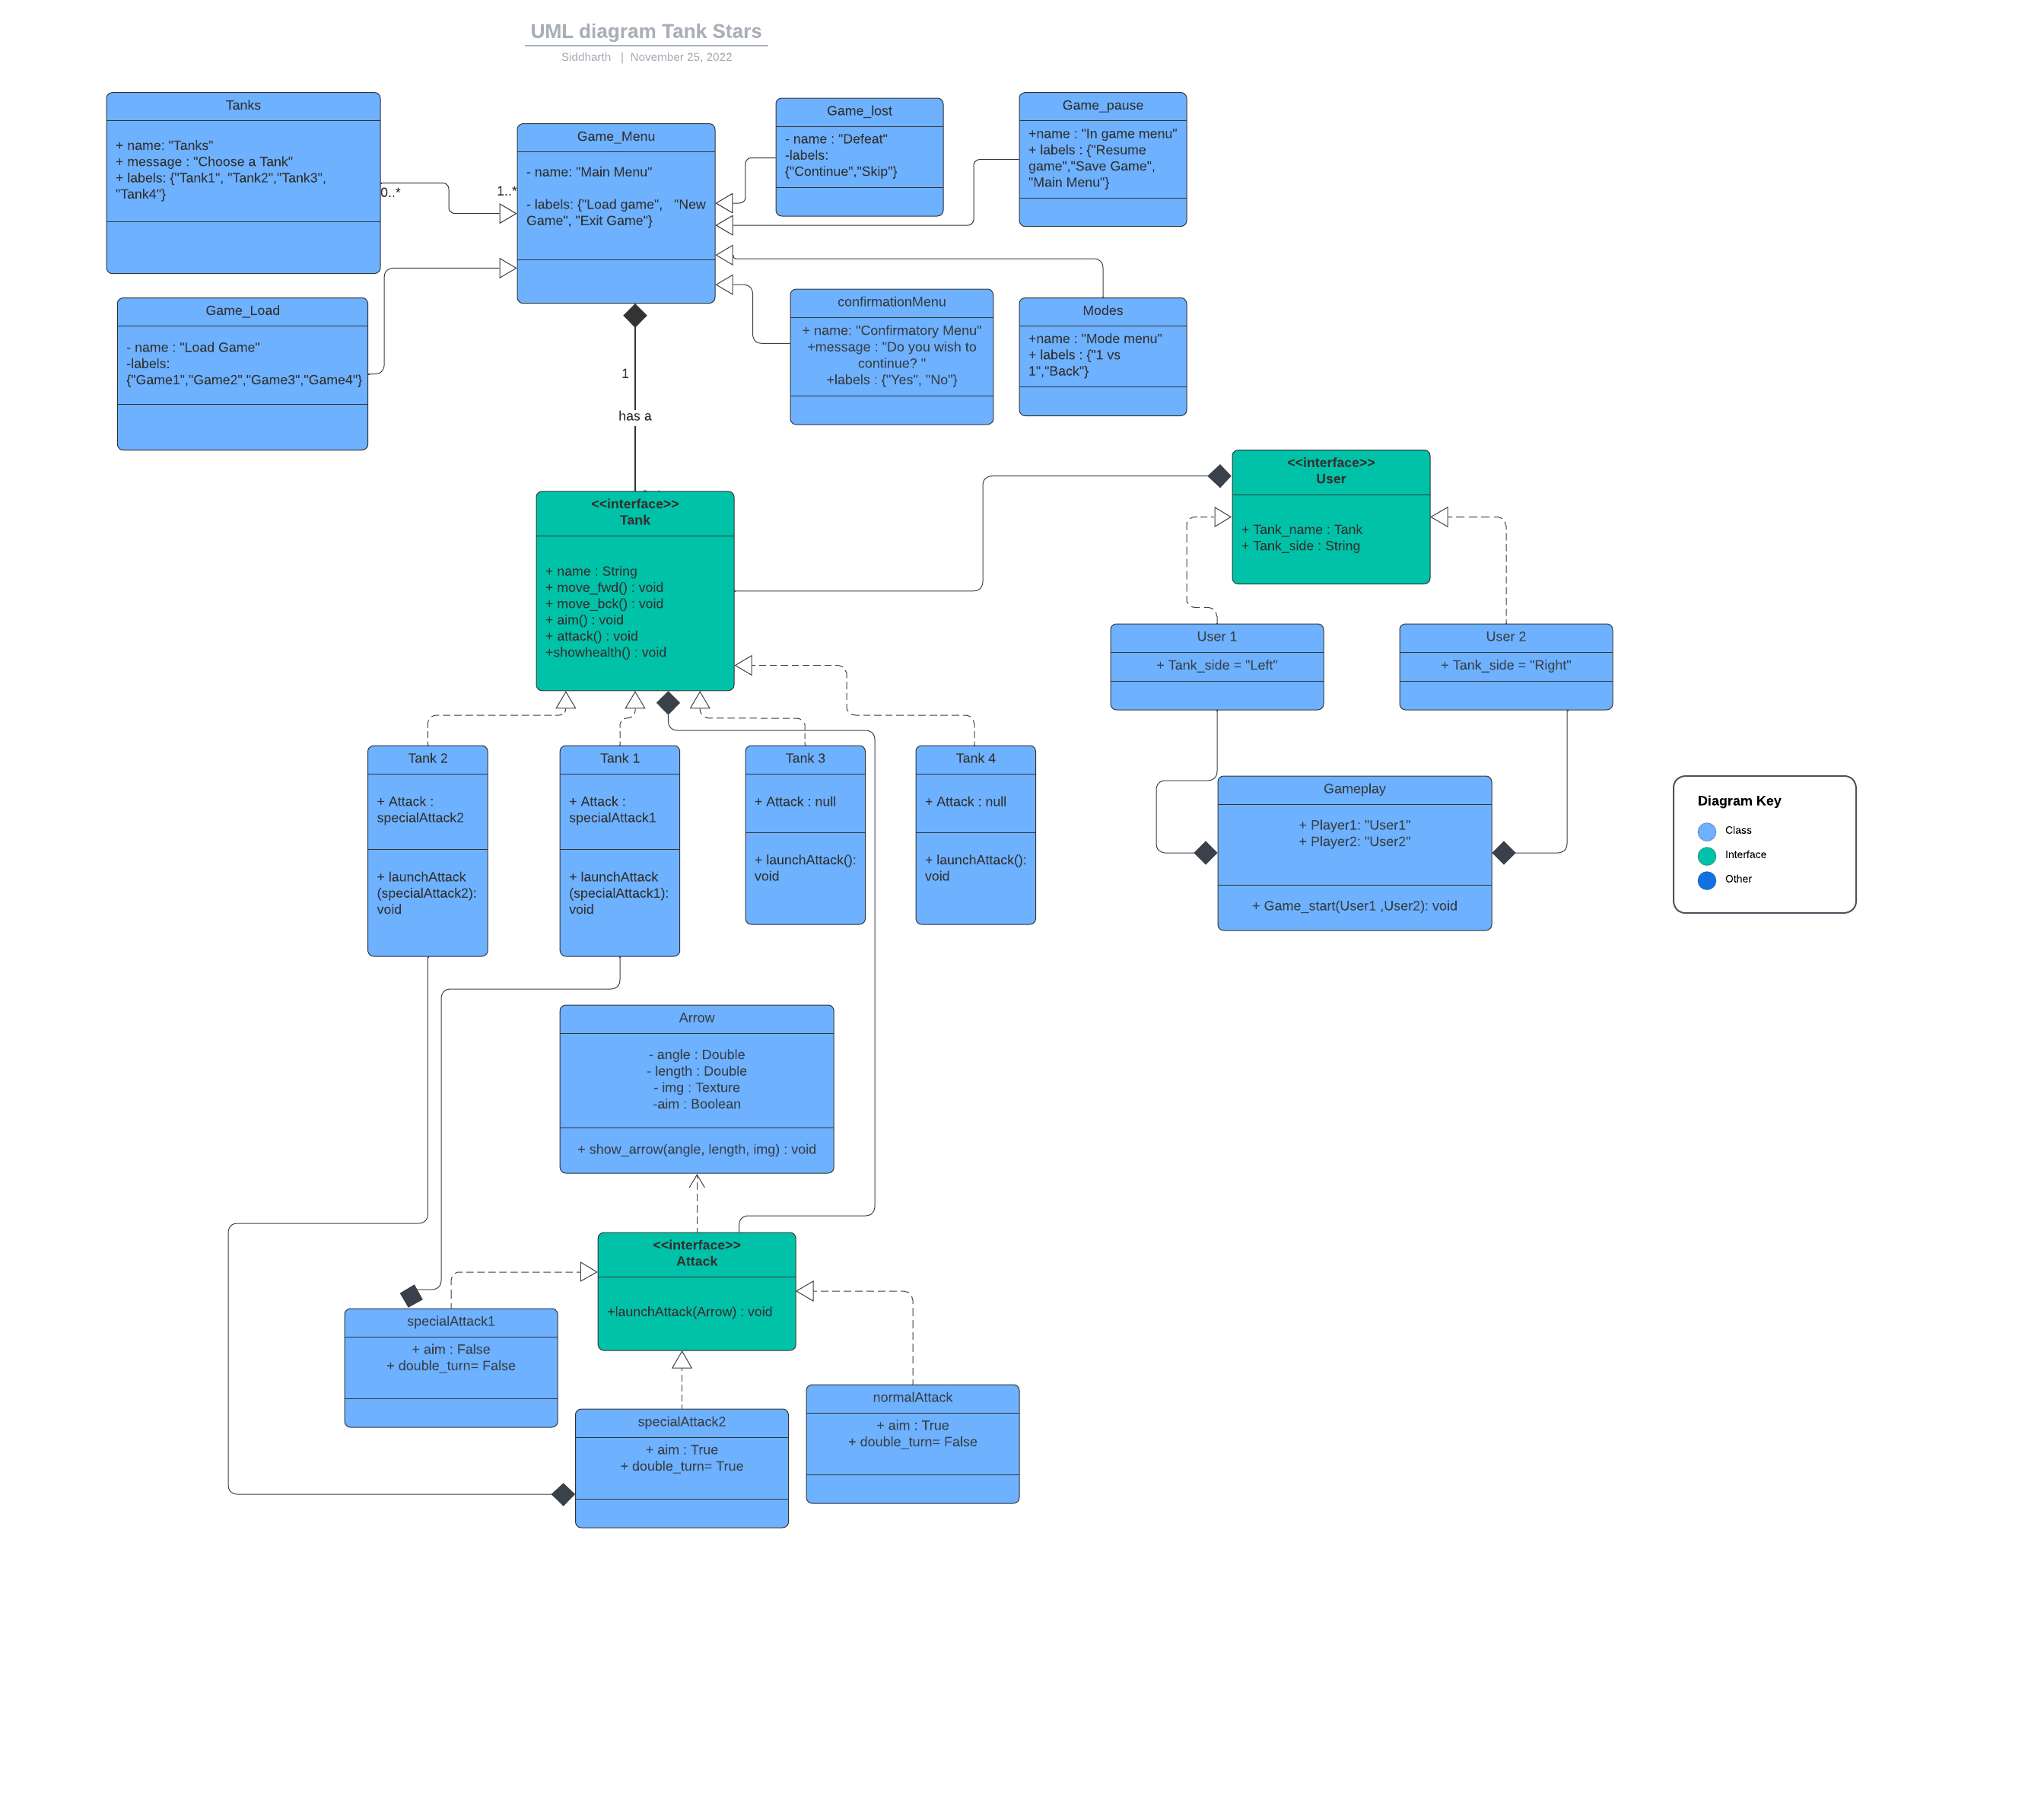 UML diagram Tank Stars
Siddharth | November 25, 2022
Tanks
+ name: "Tanks"
+ message : "Choose a Tank"
+ labels: {"Tank1", "Tank2","Tank3",
"Tank4"}
0..*
1..*
Game_Menu
- name: "Main Menu"
- labels: {"Load game", "New
Game", "Exit Game"}
Game_lost
- name : "Defeat"
-labels:
{"Continue","Skip"}
Game_pause
+name : "In game menu"
+ labels : {"Resume
game","Save Game",
"Main Menu"}
Game_Load
- name : "Load Game"
-labels:
{"Game1","Game2","Game3","Game4"}
confirmationMenu
+ name: "Confirmatory Menu"
+message : "Do you wish to
continue? "
+labels : {"Yes", "No"}
Modes
+name : "Mode menu"
+ labels : {"1 vs
1","Back"}
1
has a
<<interface>>
Tank
+ name : String
+ move_fwd() : void
+ move_bck() : void
+ aim() : void
+ attack() : void
+showhealth() : void
<<interface>>
User
+ Tank_name : Tank
+ Tank_side : String
User 1
+ Tank_side = "Left"
User 2
+ Tank_side = "Right"
Tank 2
+ Attack :
specialAttack2
+ launchAttack
(specialAttack2):
void
Tank 1
+ Attack :
specialAttack1
+ launchAttack
(specialAttack1):
void
Tank 3
+ Attack : null
+ launchAttack():
void
Tank 4
+ Attack : null
+ launchAttack():
void
Gameplay
+ Player1: "User1"
+ Player2: "User2"
+ Game_start(User1 ,User2): void
Diagram Key
Class
Interface
Other
Arrow
- angle : Double
- length : Double
- img : Texture
-aim : Boolean
+ show_arrow(angle, length, img) : void
<<interface>>
Attack
+launchAttack(Arrow) : void
specialAttack1
+ aim : False
+ double_turn= False
specialAttack2
+ aim : True
+ double_turn= True
normalAttack
+ aim : True
+ double_turn= False